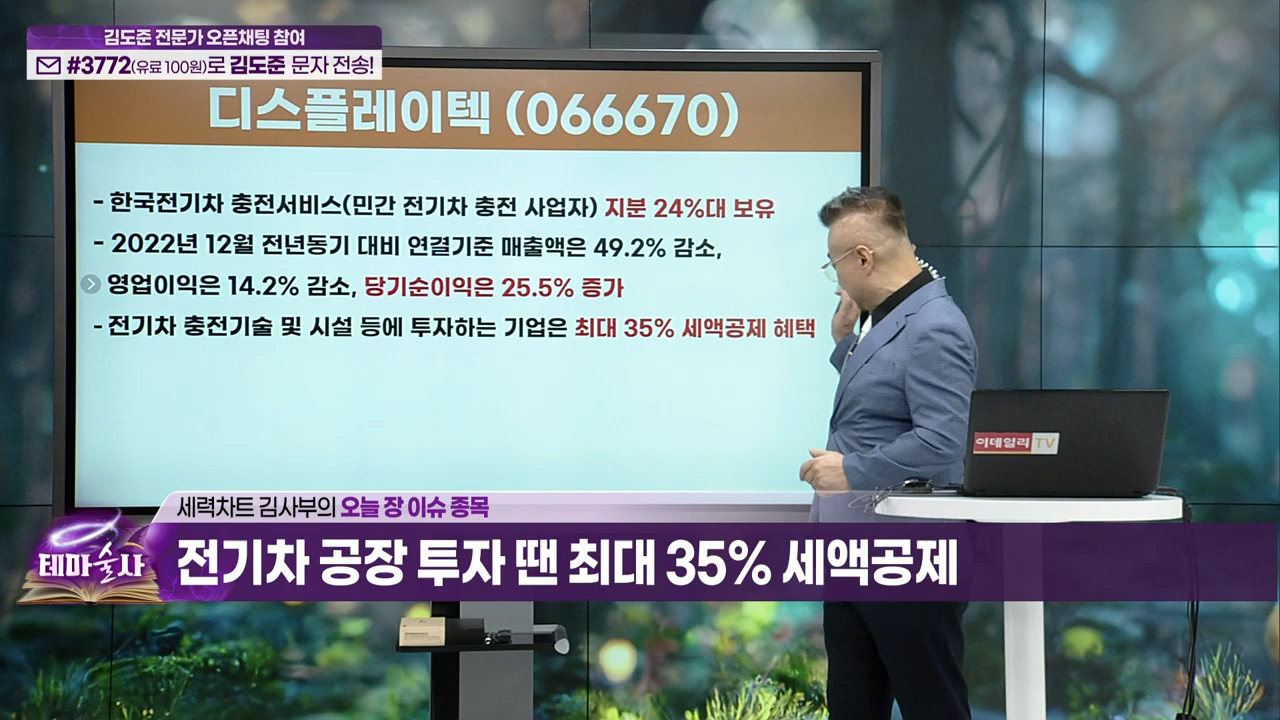 김도준 전문가 오픈채팅 참여
#3772(유료 100원)로 김도준 문자 전송!
디스플레이텍 (066670)
- 한국전기차 충전서비스(민간 전기차 충전 사업자) 지분 24%대 보유
- 2022년 12월 전년동기 대비 연결기준 매출액은 49.2% 감소,
영업이익은 14.2% 감소, 당기순이익은 25.5% 증가
- 전기차 충전기술 및 시설 등에 투자하는 기업은 최대 35% 세액공제 혜택
이데일리 TV
세력차트 김사부의 오늘 장 이슈 종목
테마술사
전기차 공장 투자 땐 최대 35% 세액공제